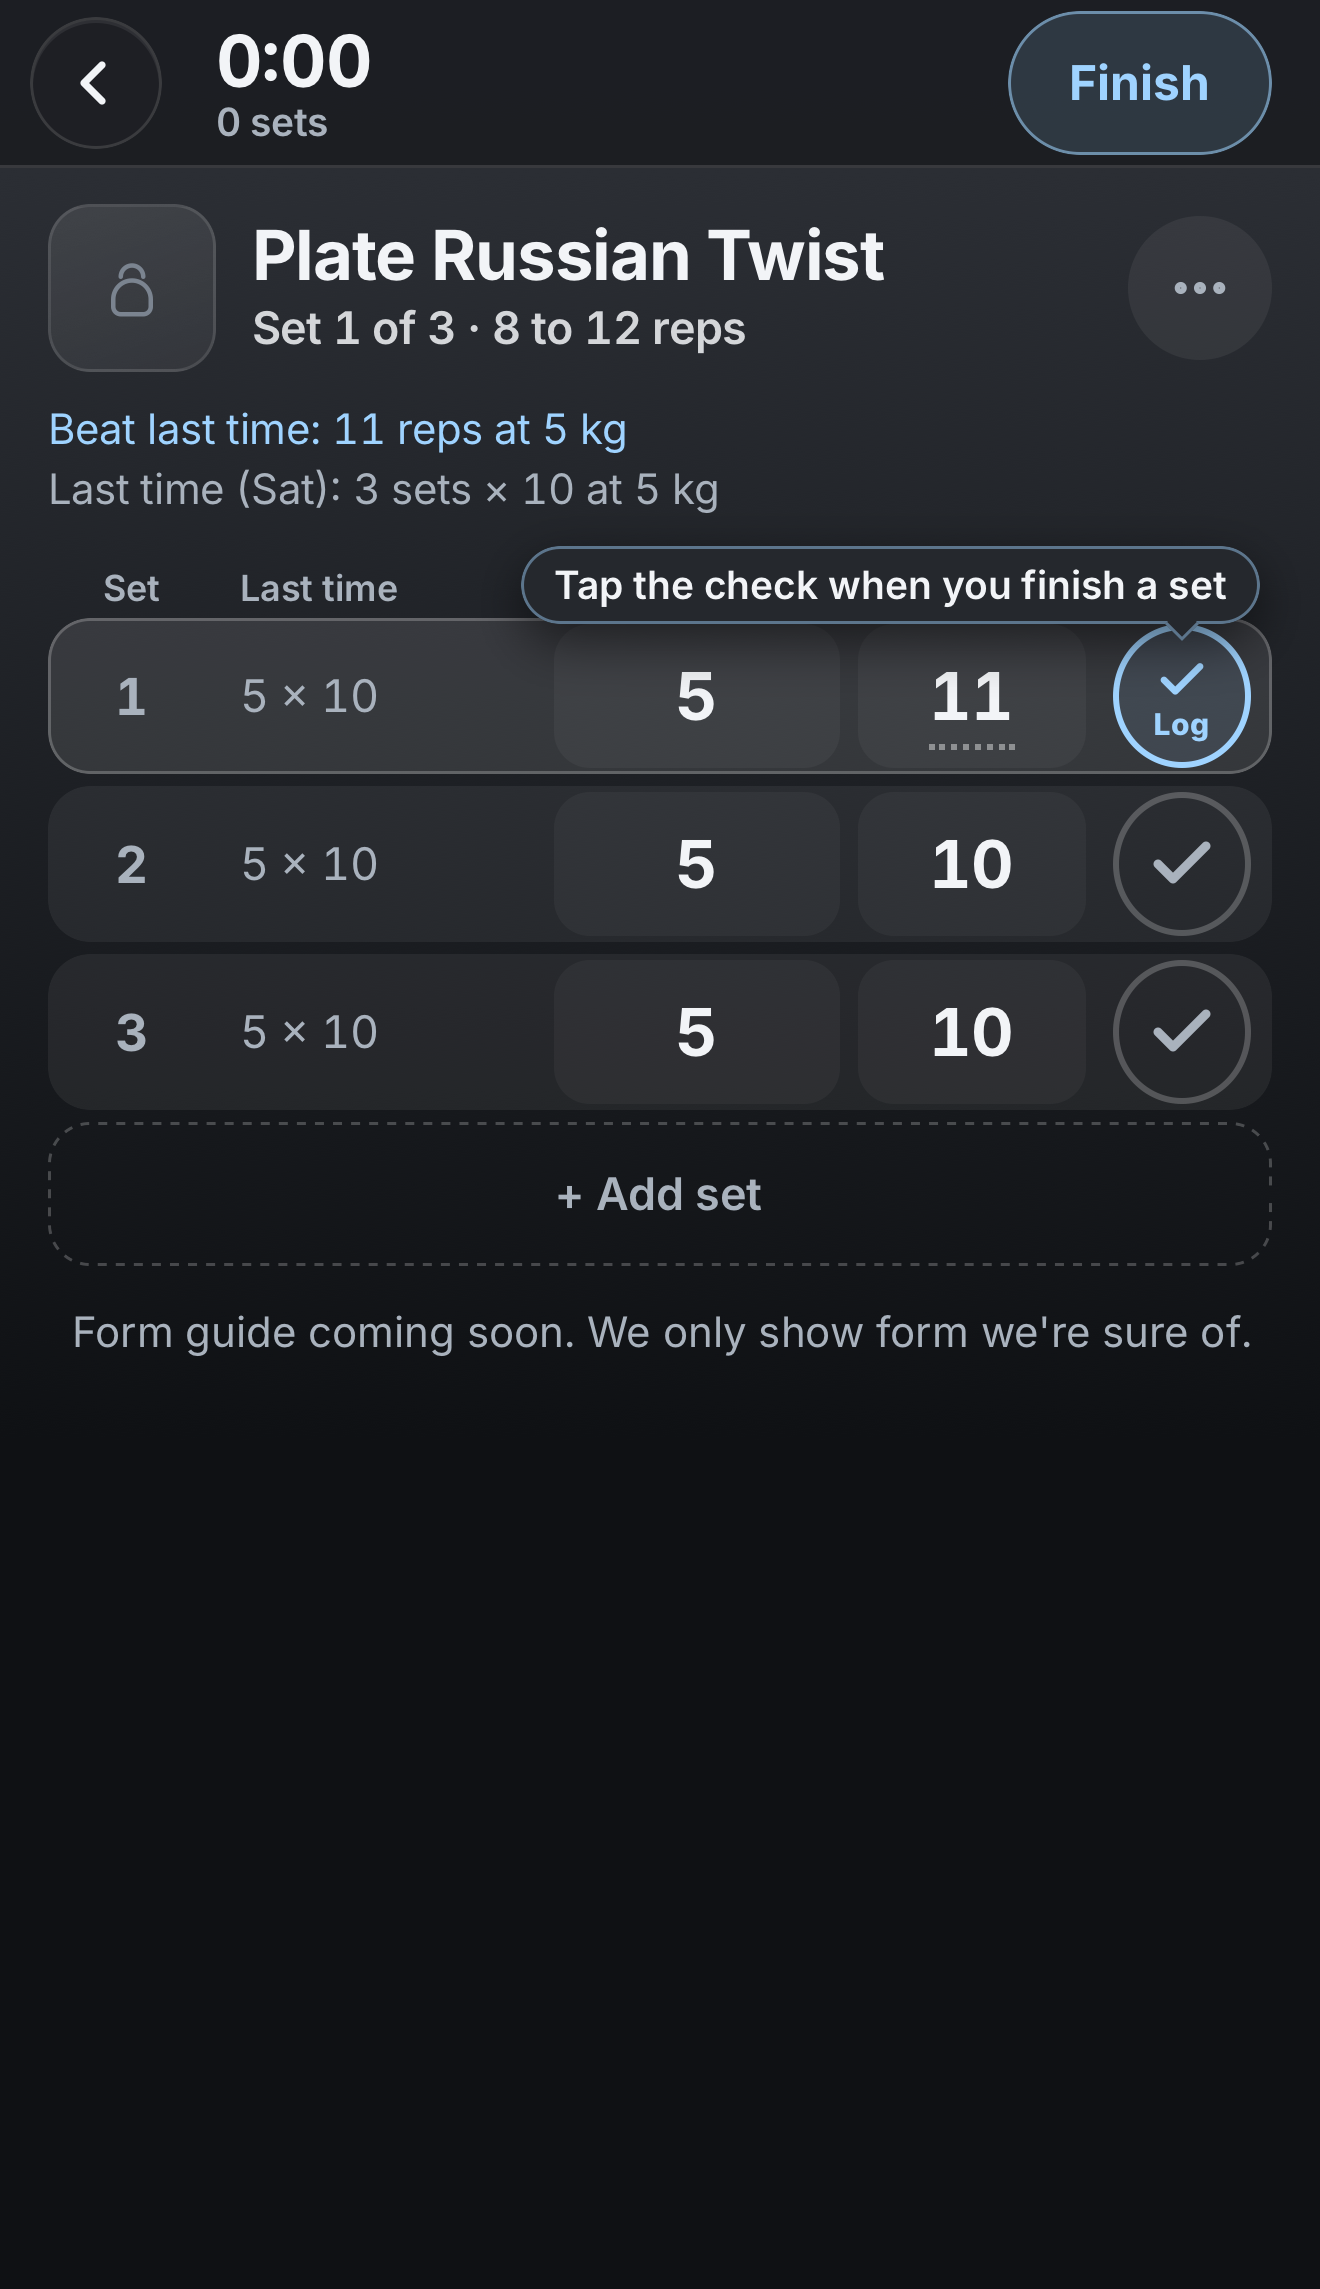 0:00
0 sets
Finish
Plate Russian Twist
Set 1 of 3 · 8 to 12 reps
Beat last time: 11 reps at 5 kg
Last time (Sat): 3 sets × 10 at 5 kg
Set Last time
Tap the check when you finish a set
1 5 × 10 5 11 Log
2 5 × 10 5 10
3 5 × 10 5 10
+ Add set
Form guide coming soon. We only show form we're sure of.